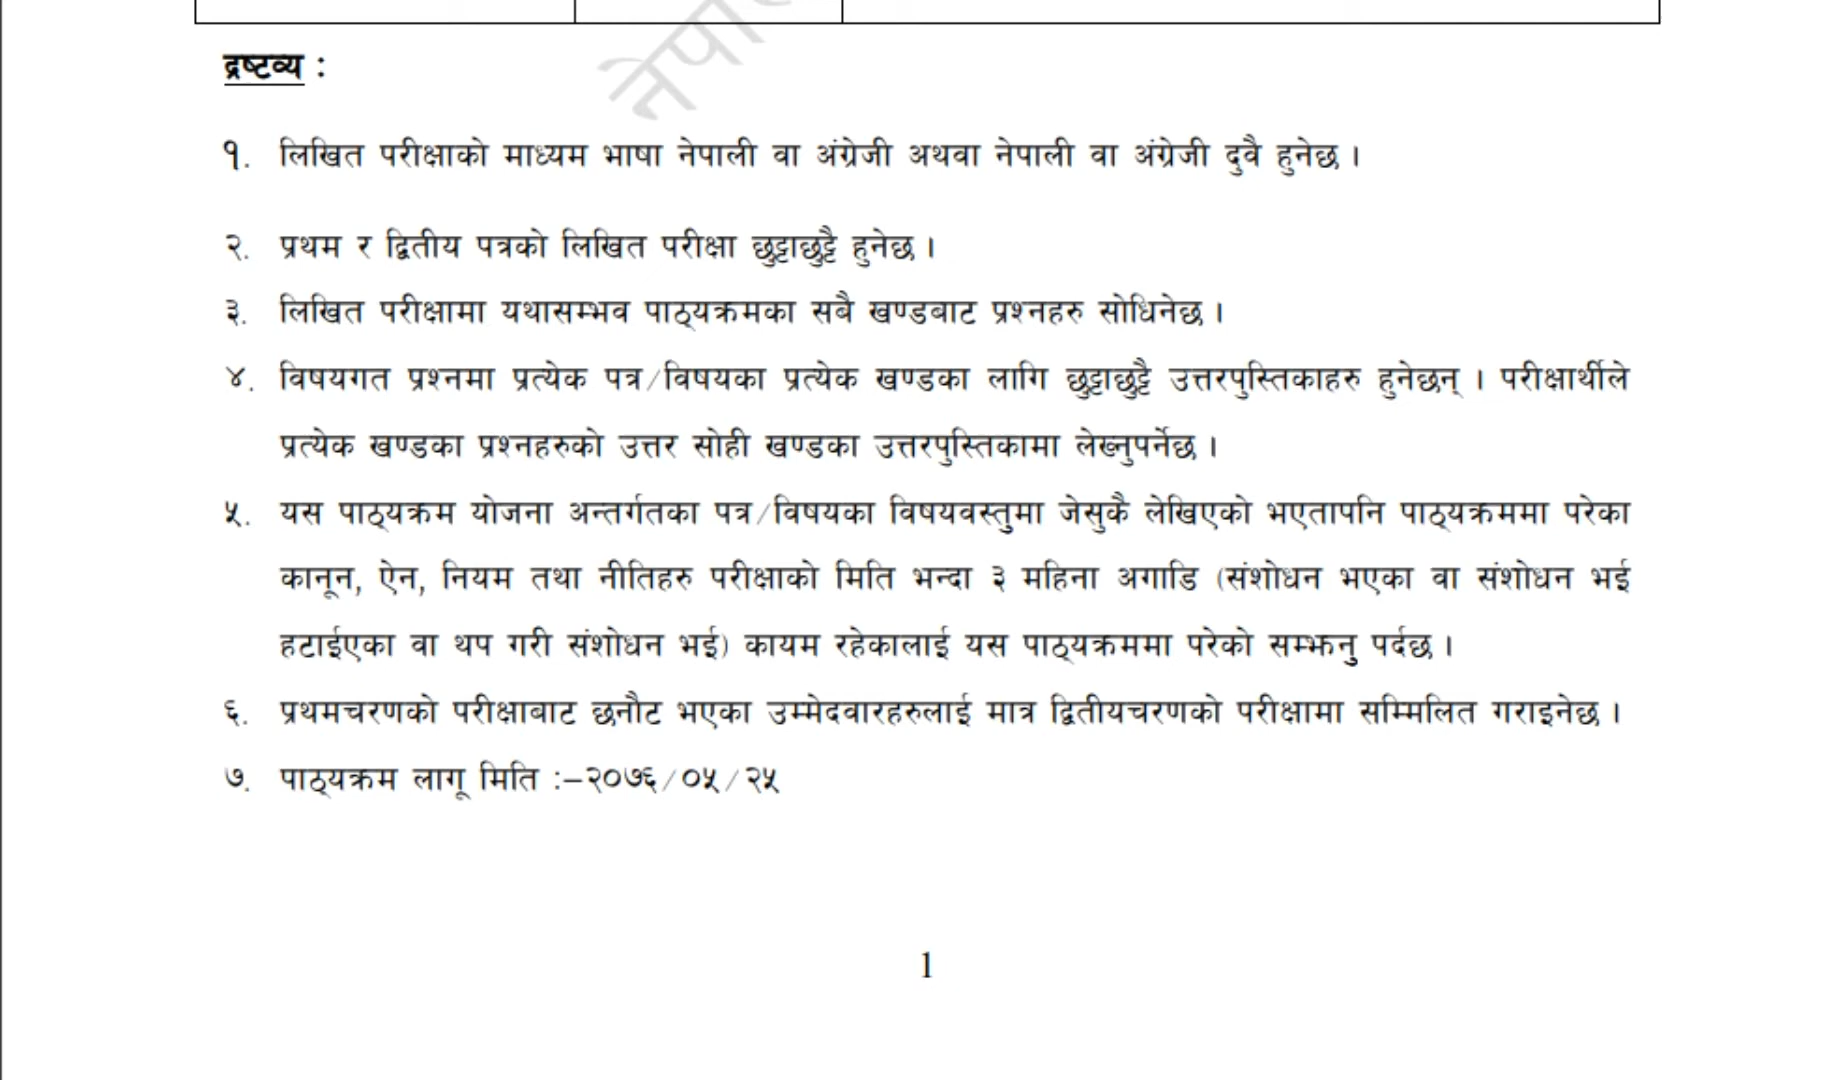 नेपा
द्रष्टव्य :
१. लिखित परीक्षाको माध्यम भाषा नेपाली वा अंग्रेजी अथवा नेपाली वा अंग्रेजी दुवै हुनेछ ।
२. प्रथम र द्वितीय पत्रको लिखित परीक्षा छुट्टाछुट्टै हुनेछ ।
३. लिखित परीक्षामा यथासम्भव पाठ्यक्रमका सबै खण्डबाट प्रश्नहरु सोधिनेछ ।
४. विषयगत प्रश्नमा प्रत्येक पत्र/विषयका प्रत्येक खण्डका लागि छुट्टाछुट्टै उत्तरपुस्तिकाहरु हुनेछन् । परीक्षार्थीले
प्रत्येक खण्डका प्रश्नहरुको उत्तर सोही खण्डका उत्तरपुस्तिकामा लेख्नुपर्नेछ ।
५. यस पाठ्यक्रम योजना अन्तर्गतका पत्र/विषयका विषयवस्तुमा जेसुकै लेखिएको भएतापनि पाठ्यक्रममा परेका
कानून, ऐन, नियम तथा नीतिहरु परीक्षाको मिति भन्दा ३ महिना अगाडि (संशोधन भएका वा संशोधन भई
हटाईएका वा थप गरी संशोधन भई) कायम रहेकालाई यस पाठ्यक्रममा परेको सम्झनु पर्दछ ।
६. प्रथमचरणको परीक्षाबाट छनौट भएका उम्मेदवारहरुलाई मात्र द्वितीयचरणको परीक्षामा सम्मिलित गराइनेछ ।
७. पाठ्यक्रम लागू मिति :–२०७६/०५/२५
1